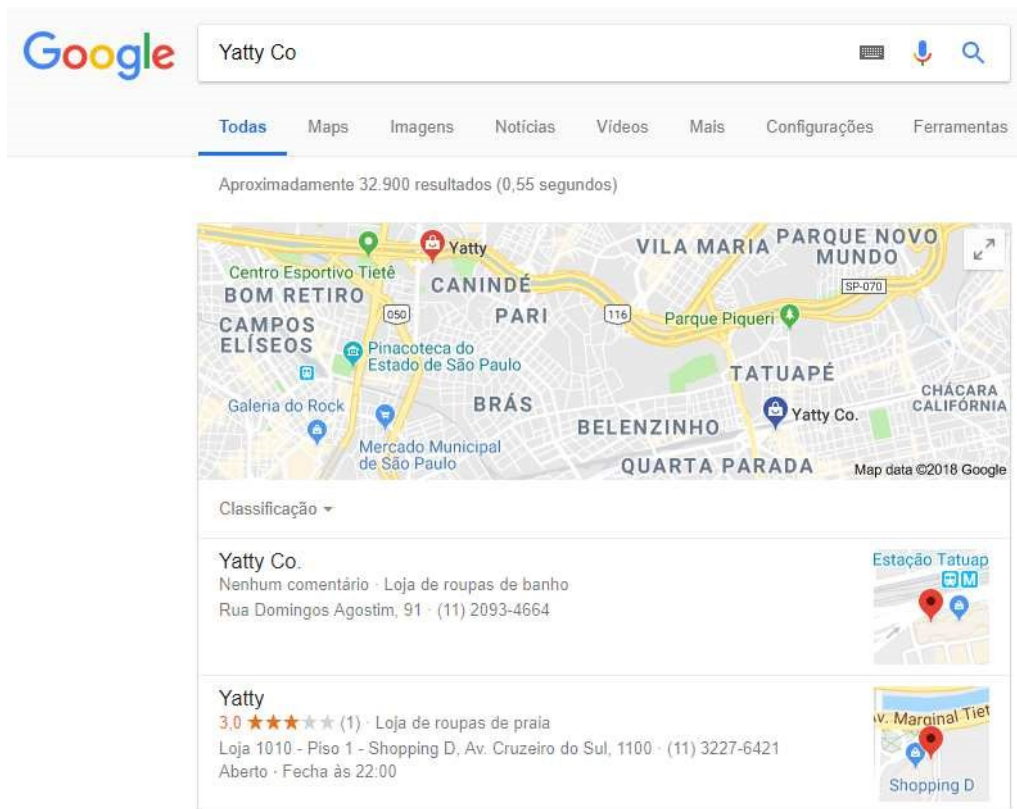 Google
Yatty Co
Todas Maps Imagens Notícias Vídeos Mais Configurações Ferramentas
Aproximadamente 32.900 resultados (0,55 segundos)
Yatty
VILA MARIA
PARQUE NOVO
MUNDO
Centro Esportivo Tietê
BOM RETIRO
CANINDÉ
SP-070
CAMPOS
ELÍSEOS
050
PARI
116
Parque Piqueri
Pinacoteca do
Estado de São Paulo
TATUAPÉ
Galeria do Rock
BRÁS
Yatty Co.
CHÁCARA
CALIFÓRNIA
BELENZINHO
Mercado Municipal
de São Paulo
QUARTA PARADA
Map data ©2018 Google
Classificação
Yatty Co.
Nenhum comentário · Loja de roupas de banho
Rua Domingos Agostim, 91 · (11) 2093-4664
Estação Tatuap
M
Yatty
3,0 ★★★★★ (1) · Loja de roupas de praia
Loja 1010 - Piso 1 - Shopping D, Av. Cruzeiro do Sul, 1100 · (11) 3227-6421
Aberto · Fecha às 22:00
v. Marginal Tiet
Shopping D